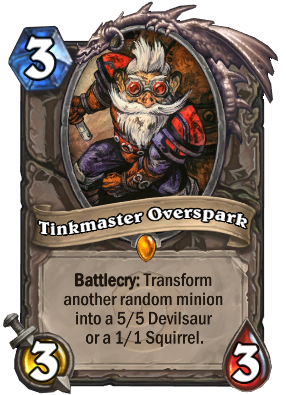 3
Tinkmaster Overspark
Battlecry: Transform
another random minion
into a 5/5 Devilsaur
or a 1/1 Squirrel.
3 3